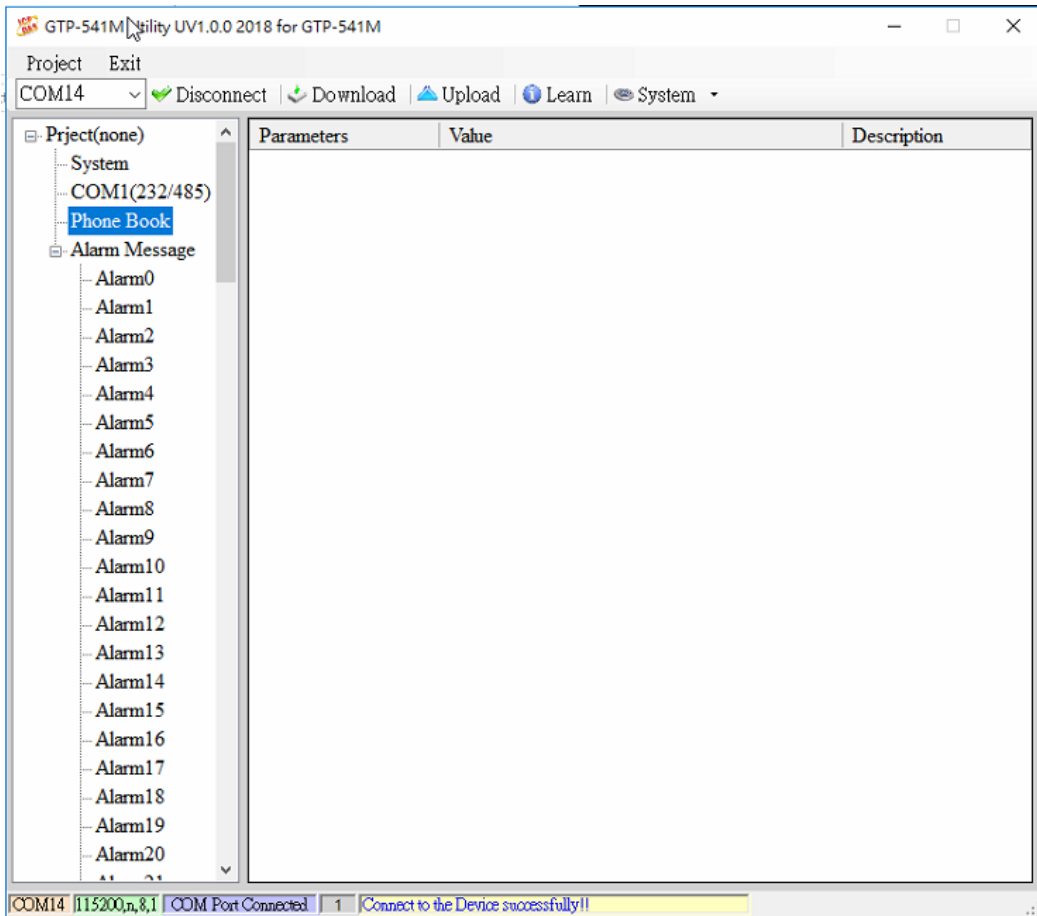 GTP-541M Utility UV1.0.0 2018 for GTP-541M
Project Exit
COM14 Disconnect Download Upload Learn System
Prject(none)
System
COM1(232/485)
Phone Book
Alarm Message
Alarm0
Alarm1
Alarm2
Alarm3
Alarm4
Alarm5
Alarm6
Alarm7
Alarm8
Alarm9
Alarm10
Alarm11
Alarm12
Alarm13
Alarm14
Alarm15
Alarm16
Alarm17
Alarm18
Alarm19
Alarm20
Parameters Value Description
COM14 115200,n,8,1 COM Port Connected 1 Connect to the Device successfully!!